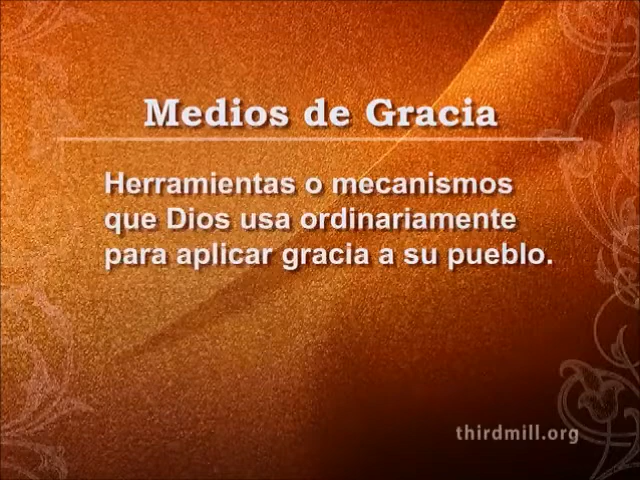 Medios de Gracia
Herramientas o mecanismos
que Dios usa ordinariamente
para aplicar gracia a su pueblo.
thirdmill.org